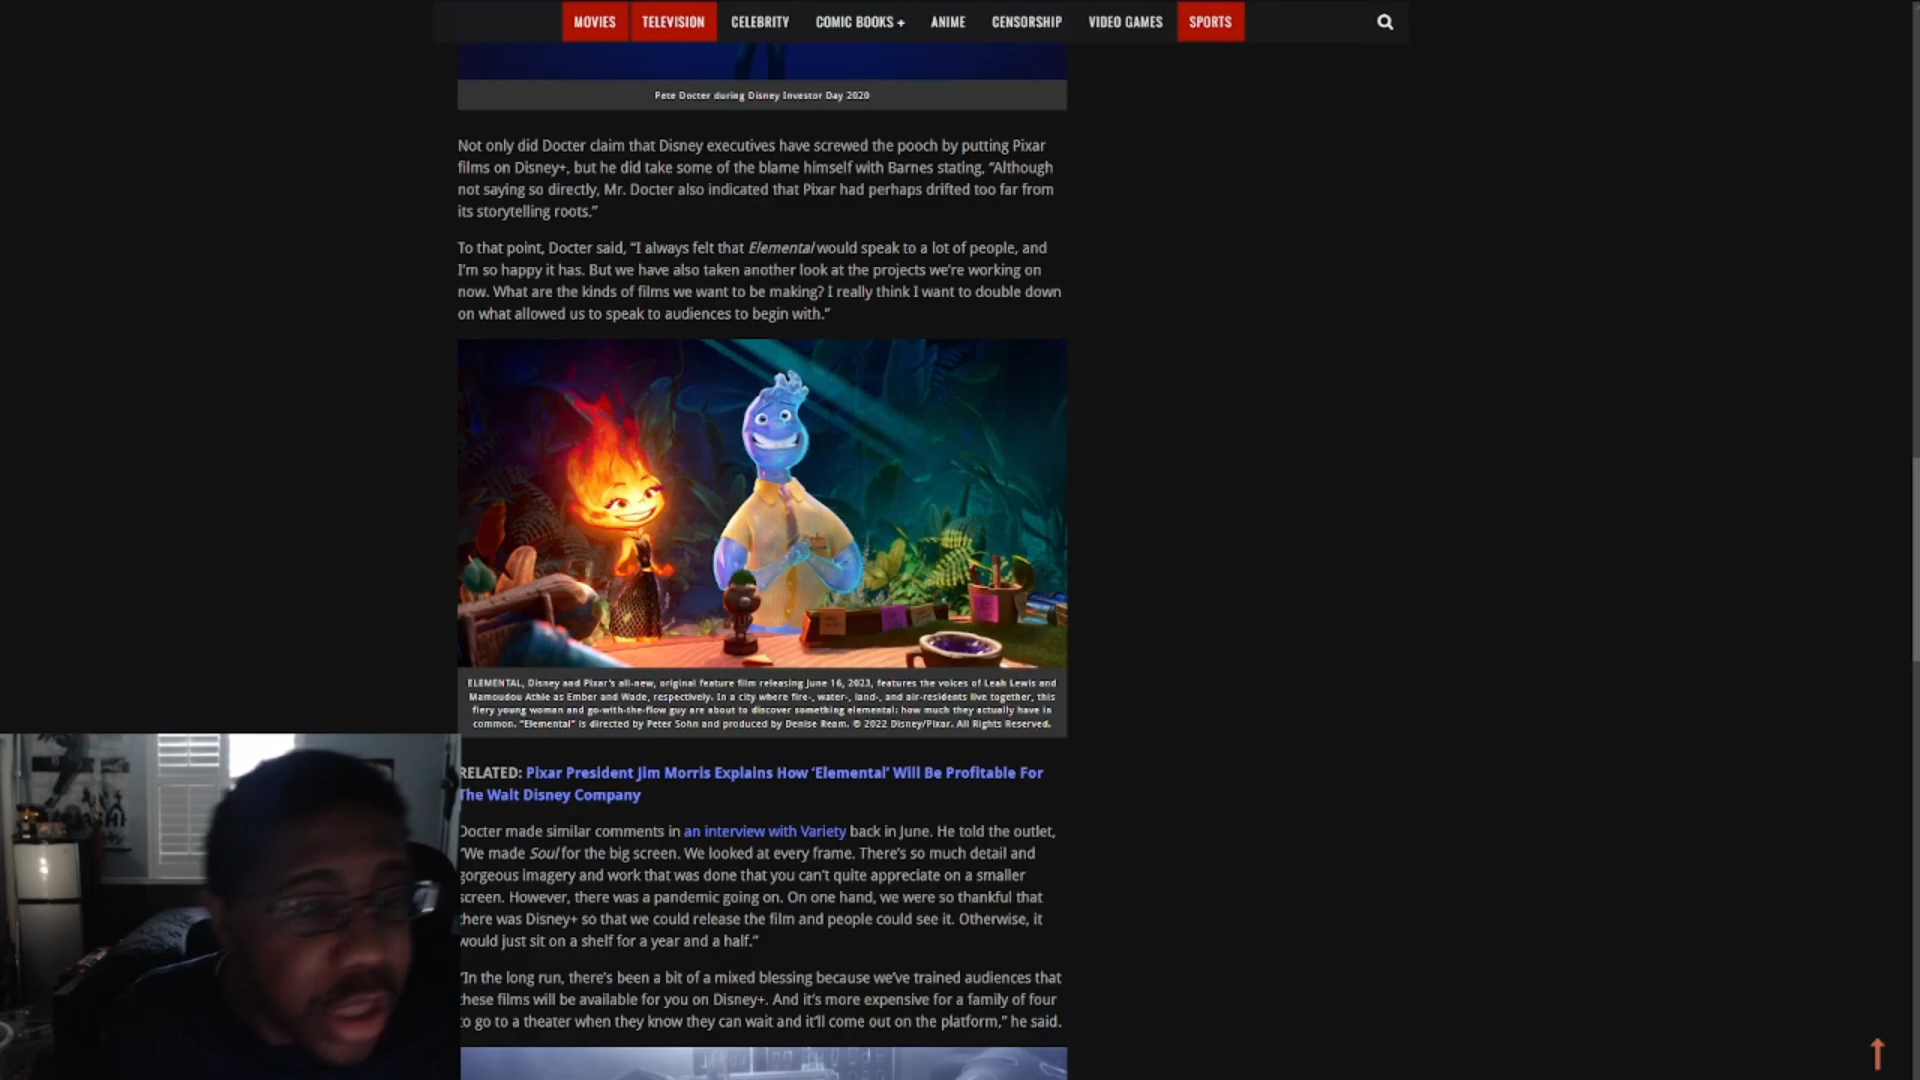 MOVIES TELEVISION CELEBRITY COMIC BOOKS + ANIME CENSORSHIP VIDEO GAMES SPORTS
Pete Docter during Disney Investor Day 2020
Not only did Docter claim that Disney executives have screwed the pooch by putting Pixar
films on Disney+, but he did take some of the blame himself with Barnes stating, “Although
not saying so directly, Mr. Docter also indicated that Pixar had perhaps drifted too far from
its storytelling roots.”
To that point, Docter said, “I always felt that Elemental would speak to a lot of people, and
I’m so happy it has. But we have also taken another look at the projects we’re working on
now. What are the kinds of films we want to be making? I really think I want to double down
on what allowed us to speak to audiences to begin with.”
ELEMENTAL, Disney and Pixar’s all-new, original feature film releasing June 16, 2023, features the voices of Leah Lewis and
Mamoudou Athie as Ember and Wade, respectively. In a city where fire-, water-, land-, and air-residents live together, this
fiery young woman and go-with-the-flow guy are about to discover something elemental: how much they actually have in
common. “Elemental” is directed by Peter Sohn and produced by Denise Ream. © 2022 Disney/Pixar. All Rights Reserved.
RELATED: Pixar President Jim Morris Explains How ‘Elemental’ Will Be Profitable For
The Walt Disney Company
Docter made similar comments in an interview with Variety back in June. He told the outlet,
“We made Soul for the big screen. We looked at every frame. There’s so much detail and
gorgeous imagery and work that was done that you can’t quite appreciate on a smaller
screen. However, there was a pandemic going on. On one hand, we were so thankful that
there was Disney+ so that we could release the film and people could see it. Otherwise, it
would just sit on a shelf for a year and a half.”
“In the long run, there’s been a bit of a mixed blessing because we’ve trained audiences that
these films will be available for you on Disney+. And it’s more expensive for a family of four
to go to a theater when they know they can wait and it’ll come out on the platform,” he said.